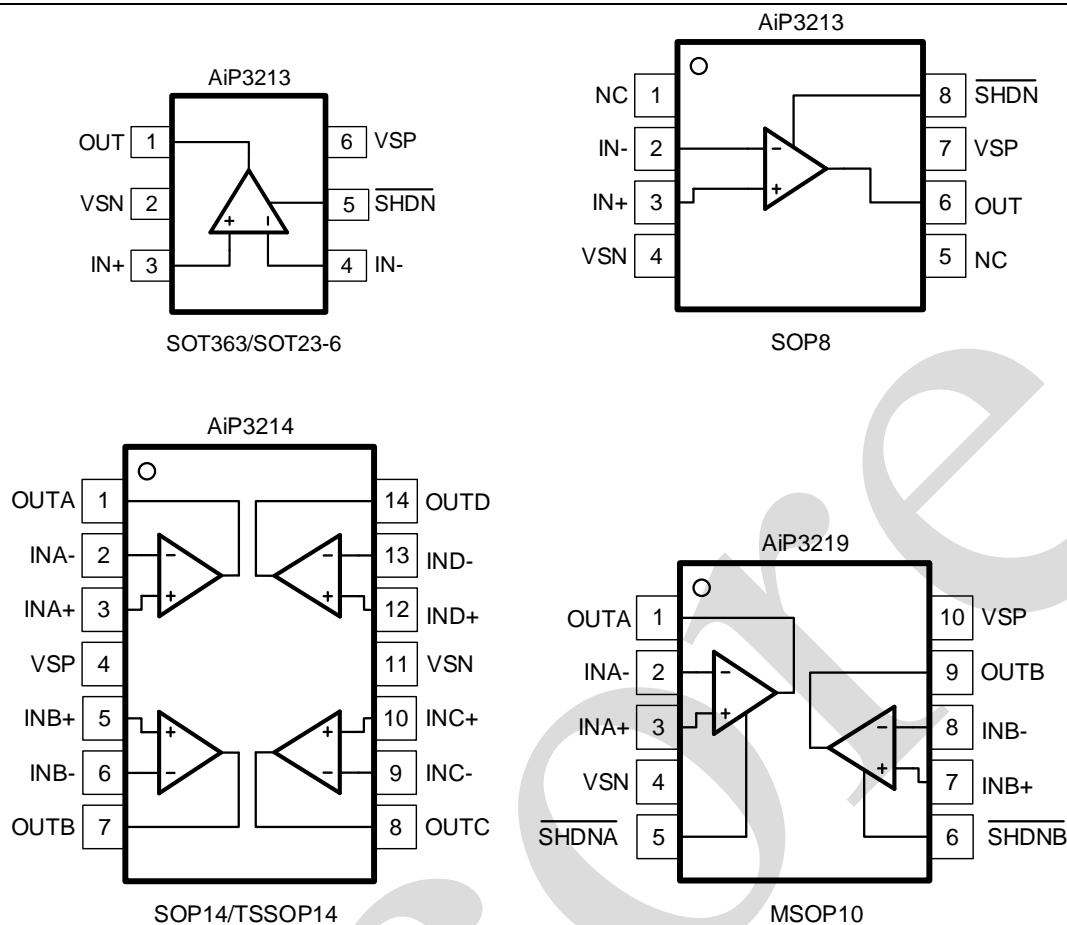 AiP3213
OUT 1
6 VSP
VSN 2
5 SHDN
IN+ 3
4 IN-
+ −
SOT363/SOT23-6
AiP3213
NC 1
8 SHDN
IN- 2
7 VSP
IN+ 3
6 OUT
VSN 4
5 NC
−
+
SOP8
AiP3214
OUTA 1
14 OUTD
INA- 2
13 IND-
INA+ 3
12 IND+
VSP 4
11 VSN
INB+ 5
10 INC+
INB- 6
9 INC-
OUTB 7
8 OUTC
− −
+ +
+ +
− −
SOP14/TSSOP14
AiP3219
OUTA 1
10 VSP
INA- 2
9 OUTB
INA+ 3
8 INB-
VSN 4
7 INB+
SHDNA 5
6 SHDNB
−
+
−
+
MSOP10